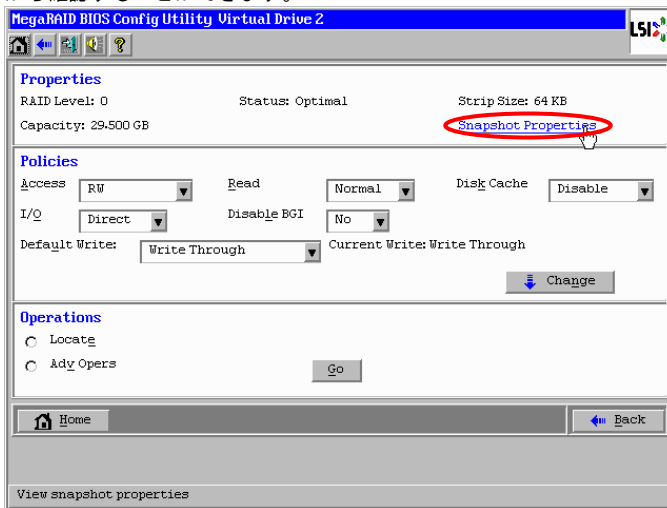 MegaRAID BIOS Config Utility Virtual Drive 2
LSI
Properties
RAID Level: 0 Status: Optimal Strip Size: 64 KB
Capacity: 29.500 GB Snapshot Properties
Policies
Access RW Read Normal Disk Cache Disable
I/O Direct Disable BGI No
Default Write: Write Through Current Write: Write Through
Change
Operations
Locate
Adv Opers Go
Home Back
View snapshot properties